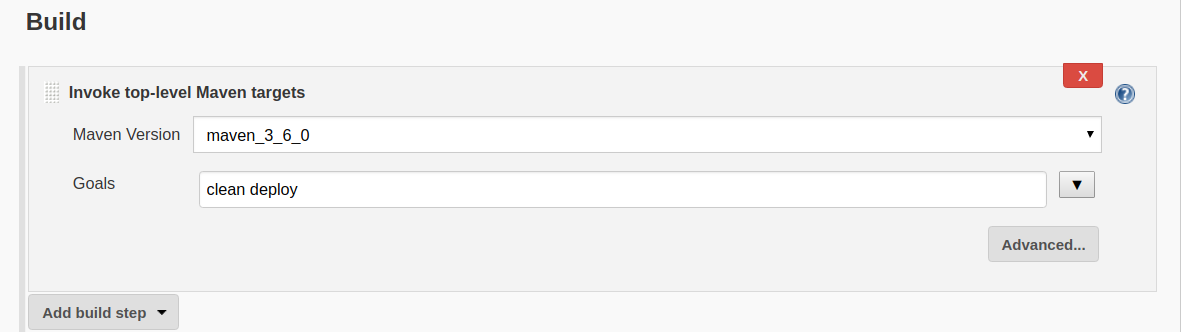 Build
X
Invoke top-level Maven targets
?
Maven Version maven_3_6_0
Goals clean deploy
Advanced...
Add build step